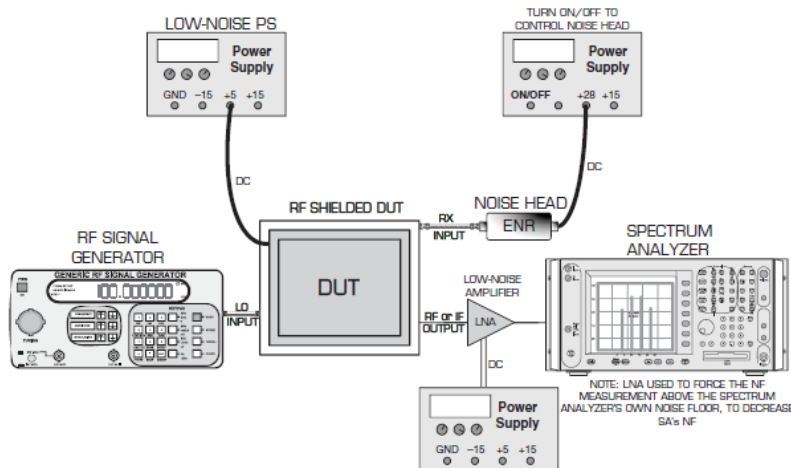 LOW-NOISE PS
TURN ON/OFF TO
CONTROL NOISE HEAD
Power
Supply
GND -15 +5 +15
Power
Supply
ON/OFF +28 +15
DC
DC
RF SHIELDED DUT
RX
INPUT
NOISE HEAD
ENR
RF SIGNAL
GENERATOR
SPECTRUM
ANALYZER
GENERIC RF SIGNAL GENERATOR
100.000000
LO
INPUT
DUT
LOW-NOISE
AMPLIFIER
RF or IF
OUTPUT
LNA
DC
NOTE: LNA USED TO FORCE THE NF
MEASUREMENT ABOVE THE SPECTRUM
ANALYZER'S OWN NOISE FLOOR, TO DECREASE
SA's NF
Power
Supply
GND -15 +5 +15